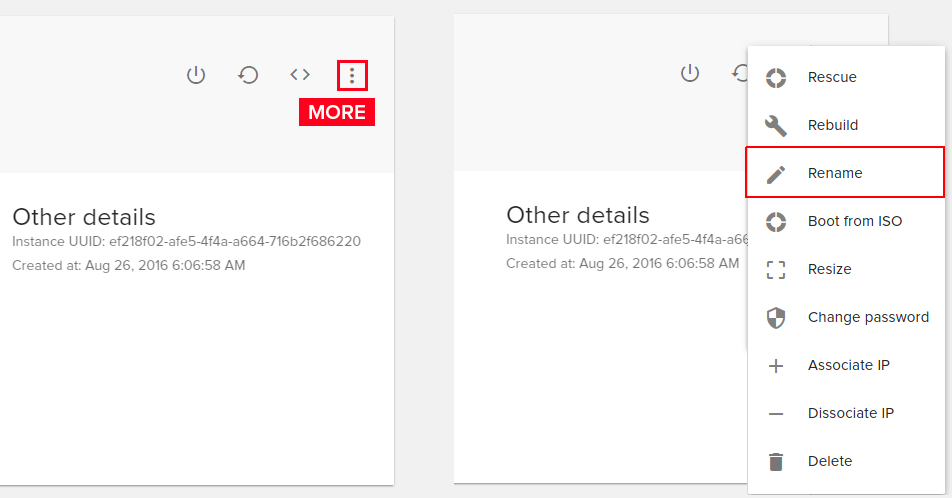 MORE
Other details
Instance UUID: ef218f02-afe5-4f4a-a664-716b2f686220
Created at: Aug 26, 2016 6:06:58 AM
Other details
Instance UUID: ef218f02-afe5-4f4a-a66
Created at: Aug 26, 2016 6:06:58 AM
Rescue
Rebuild
Rename
Boot from ISO
Resize
Change password
Associate IP
Dissociate IP
Delete